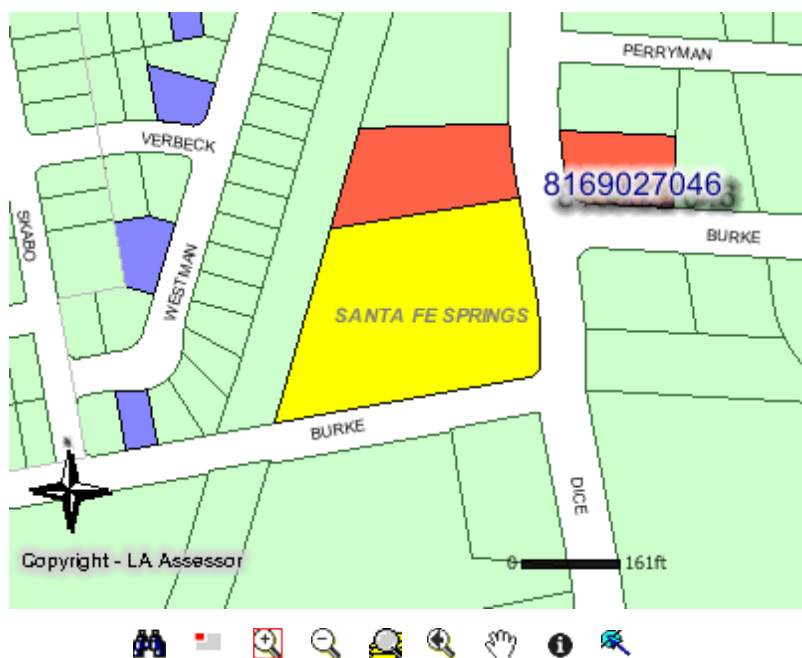 PERRYMAN
VERBECK
8169027046
SKABO
BURKE
WESTMAN
SANTA FE SPRINGS
BURKE
DICE
Copyright - LA Assessor
0 161ft